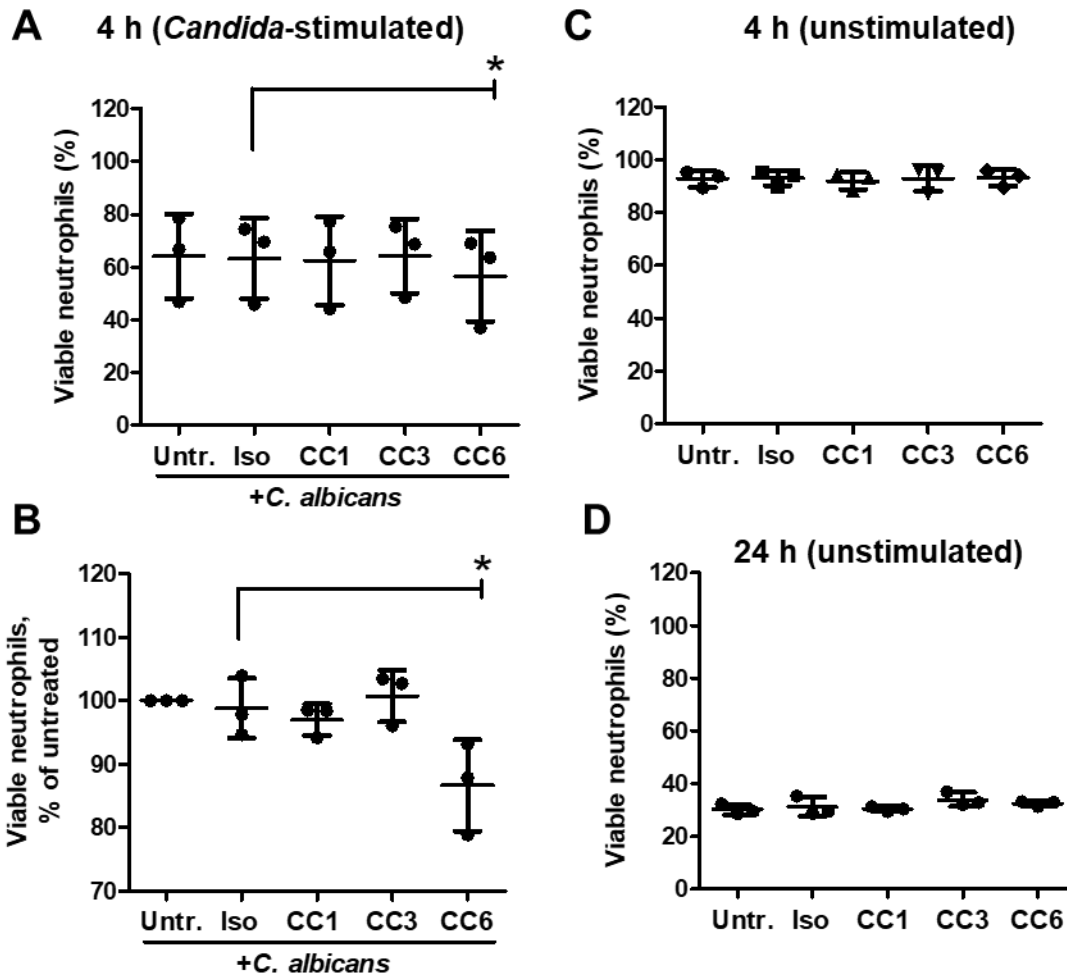 A 4 h (Candida-stimulated)
*
Viable neutrophils (%)
120
100
80
60
40
20
0
Untr. Iso CC1 CC3 CC6
+C. albicans
B
*
Viable neutrophils,
% of untreated
120
110
100
90
80
70
Untr. Iso CC1 CC3 CC6
+C. albicans
C 4 h (unstimulated)
Viable neutrophils (%)
120
100
80
60
40
20
0
Untr. Iso CC1 CC3 CC6
D
24 h (unstimulated)
Viable neutrophils (%)
120
100
80
60
40
20
0
Untr. Iso CC1 CC3 CC6